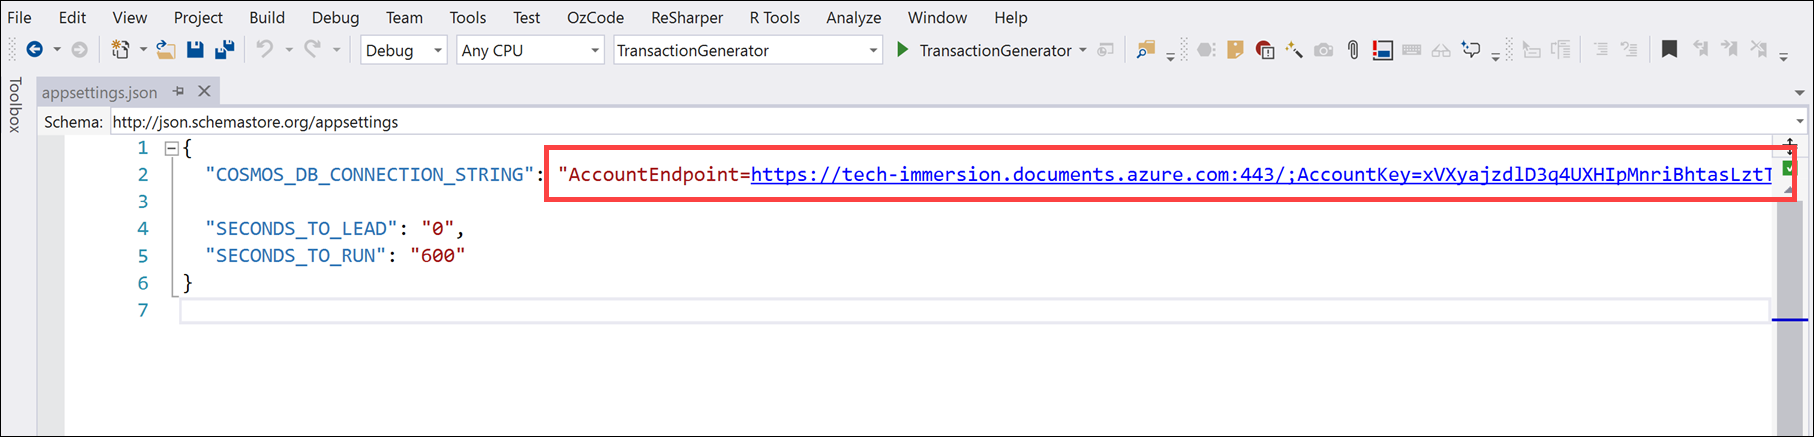 File Edit View Project Build Debug Team Tools Test OzCode ReSharper R Tools Analyze Window Help
Debug Any CPU TransactionGenerator TransactionGenerator
Toolbox
appsettings.json
Schema: http://json.schemastore.org/appsettings
1 {
2 "COSMOS_DB_CONNECTION_STRING": "AccountEndpoint=https://tech-immersion.documents.azure.com:443/;AccountKey=xVXyajzdlD3q4UXHIpMnriBhtasLztT
3
4 "SECONDS_TO_LEAD": "0",
5 "SECONDS_TO_RUN": "600"
6 }
7